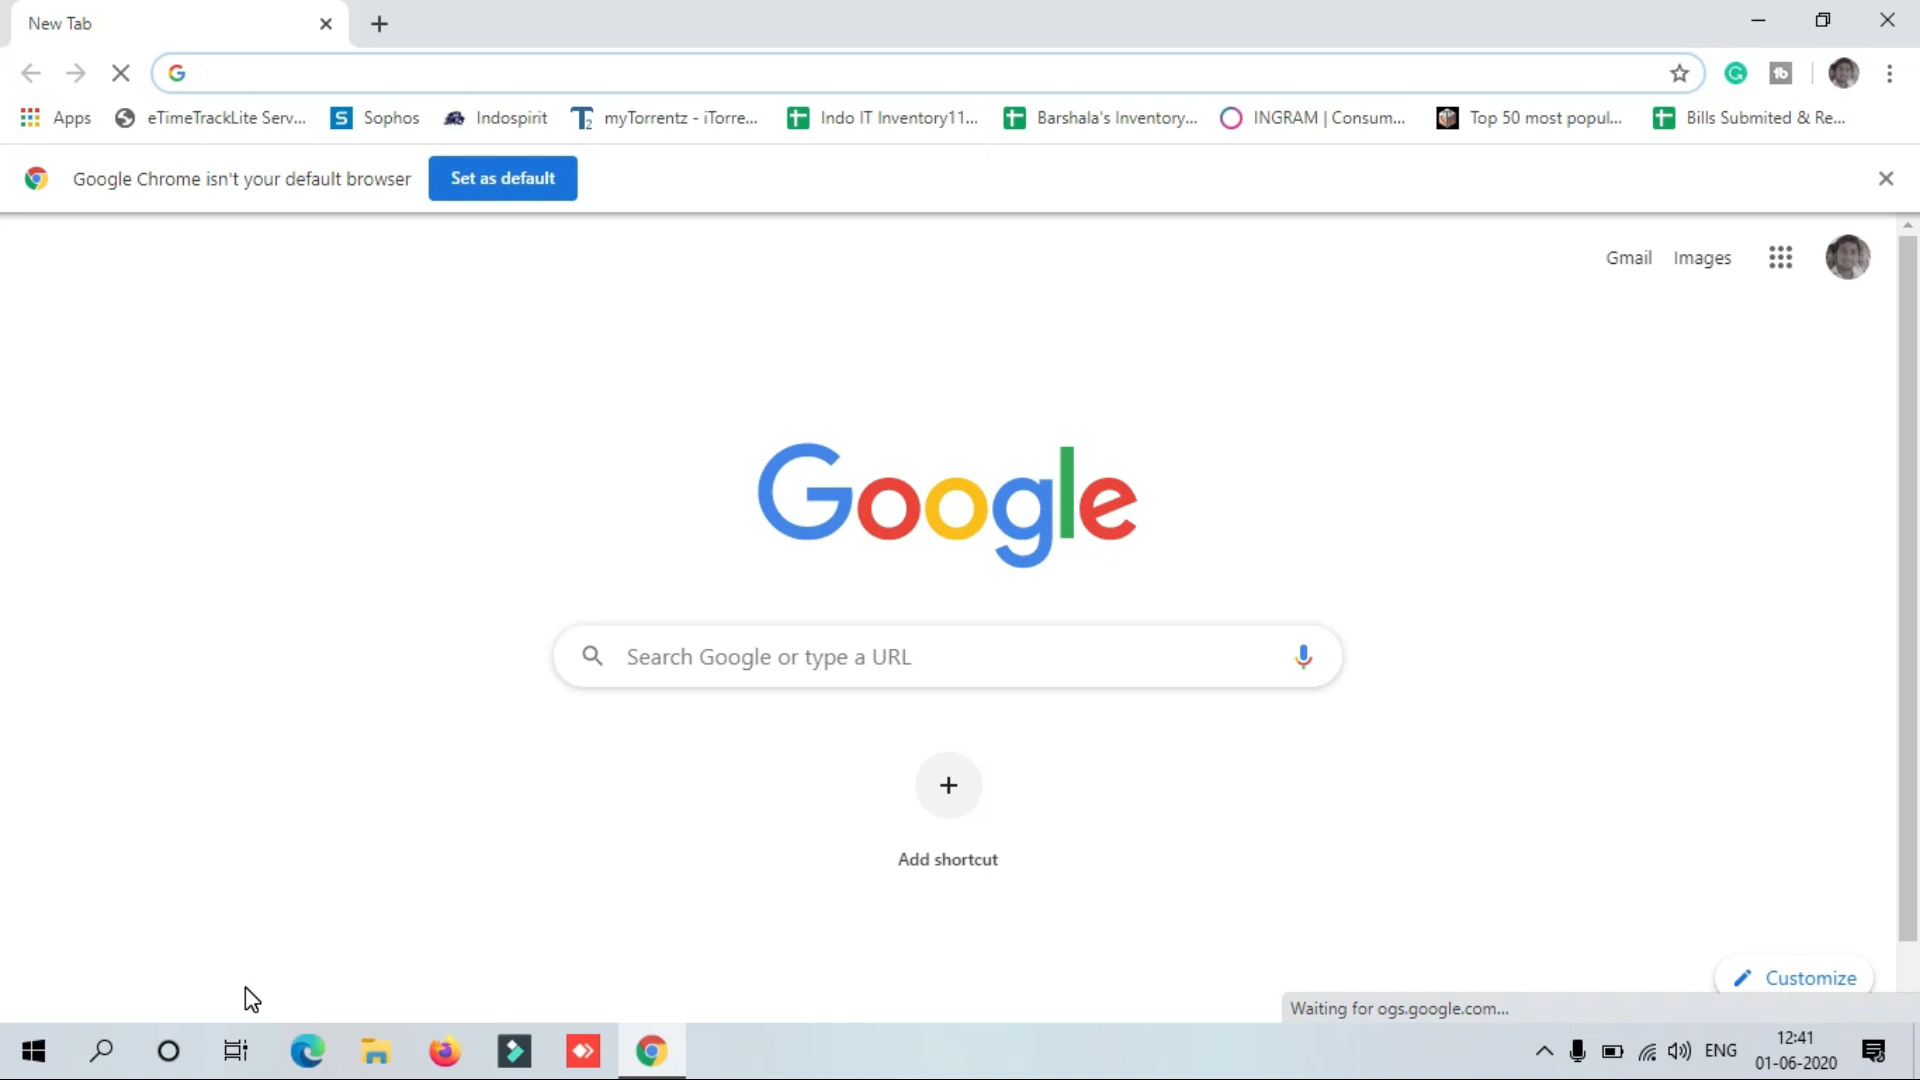 New Tab
Apps eTimeTrackLite Serv... Sophos Indospirit myTorrentz - iTorre... Indo IT Inventory11... Barshala's Inventory... INGRAM | Consum... Top 50 most popul... Bills Submited & Re...
Google Chrome isn't your default browser Set as default
Gmail Images
Google
Search Google or type a URL
Add shortcut
Customize
Waiting for ogs.google.com...
ENG 12:41
01-06-2020